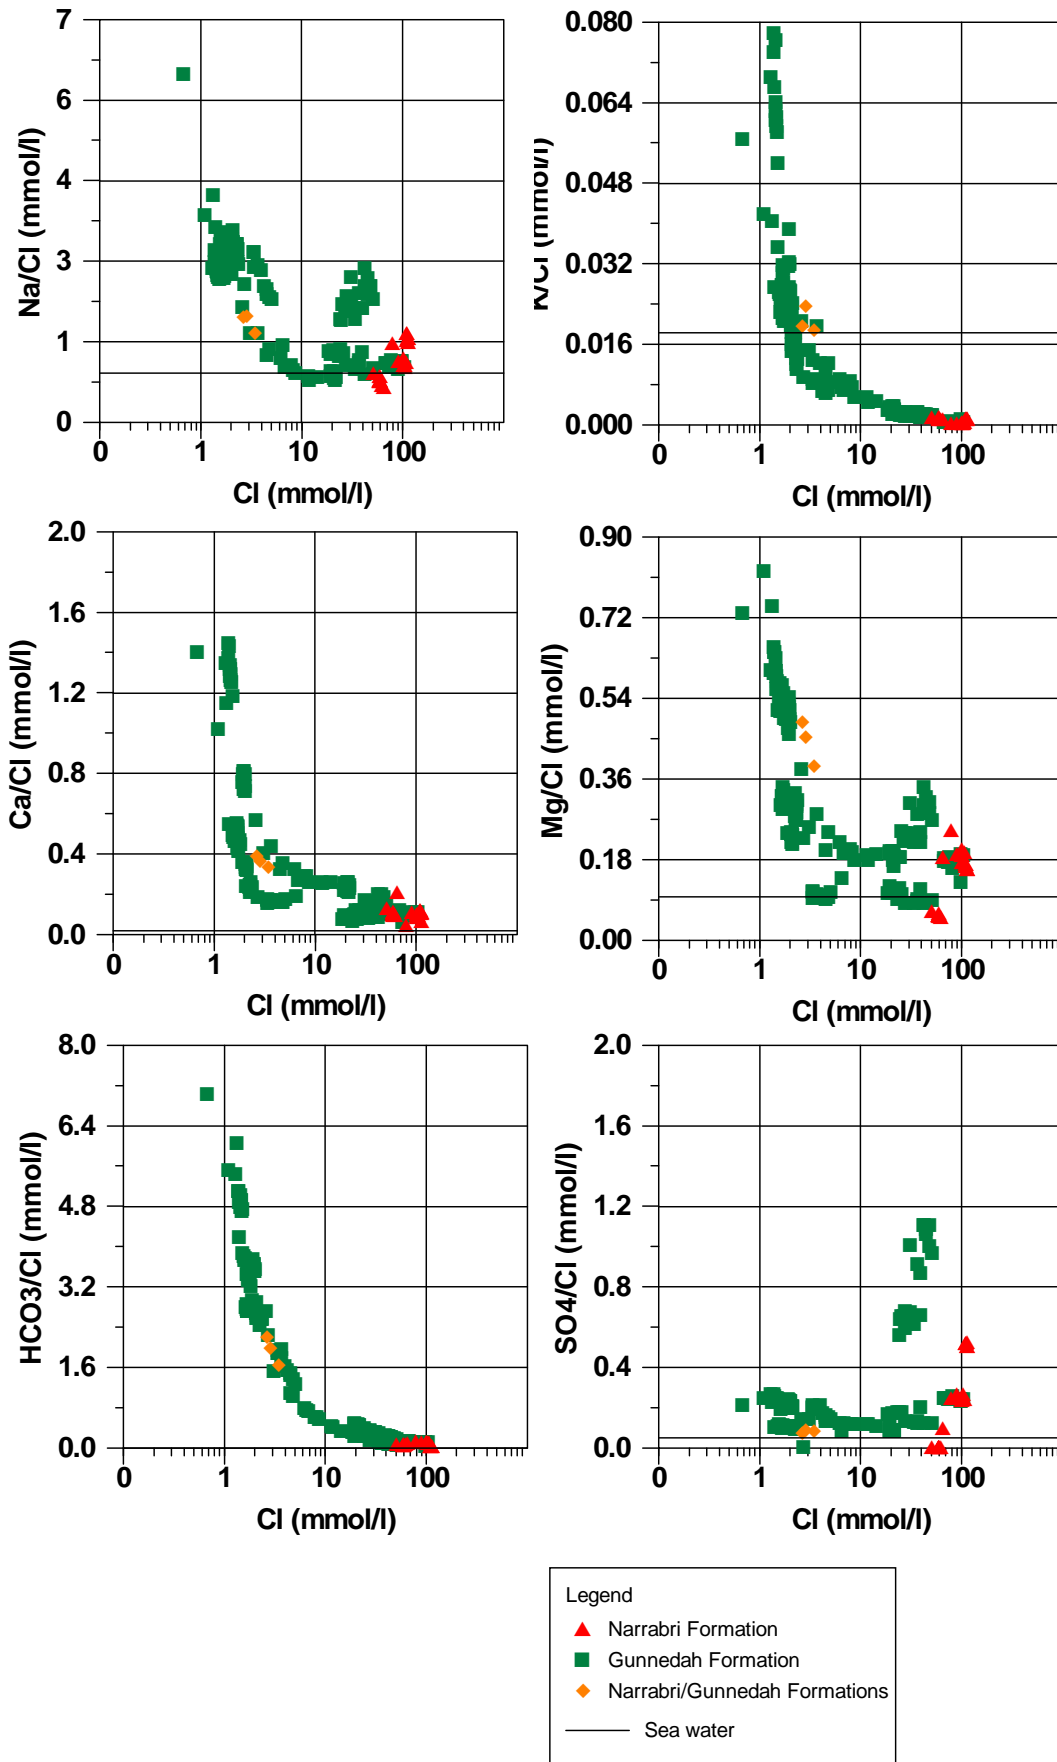 7
6
4
3
1
0
Na/Cl (mmol/l)
0 1 10 100
Cl (mmol/l)
0.080
0.064
0.048
0.032
0.016
0.000
K/Cl (mmol/l)
0 1 10 100
Cl (mmol/l)
2.0
1.6
1.2
0.8
0.4
0.0
Ca/Cl (mmol/l)
0 1 10 100
Cl (mmol/l)
0.90
0.72
0.54
0.36
0.18
0.00
Mg/Cl (mmol/l)
0 1 10 100
Cl (mmol/l)
8.0
6.4
4.8
3.2
1.6
0.0
HCO3/Cl (mmol/l)
0 1 10 100
Cl (mmol/l)
2.0
1.6
1.2
0.8
0.4
0.0
SO4/Cl (mmol/l)
0 1 10 100
Cl (mmol/l)
Legend
Narrabri Formation
Gunnedah Formation
Narrabri/Gunnedah Formations
Sea water